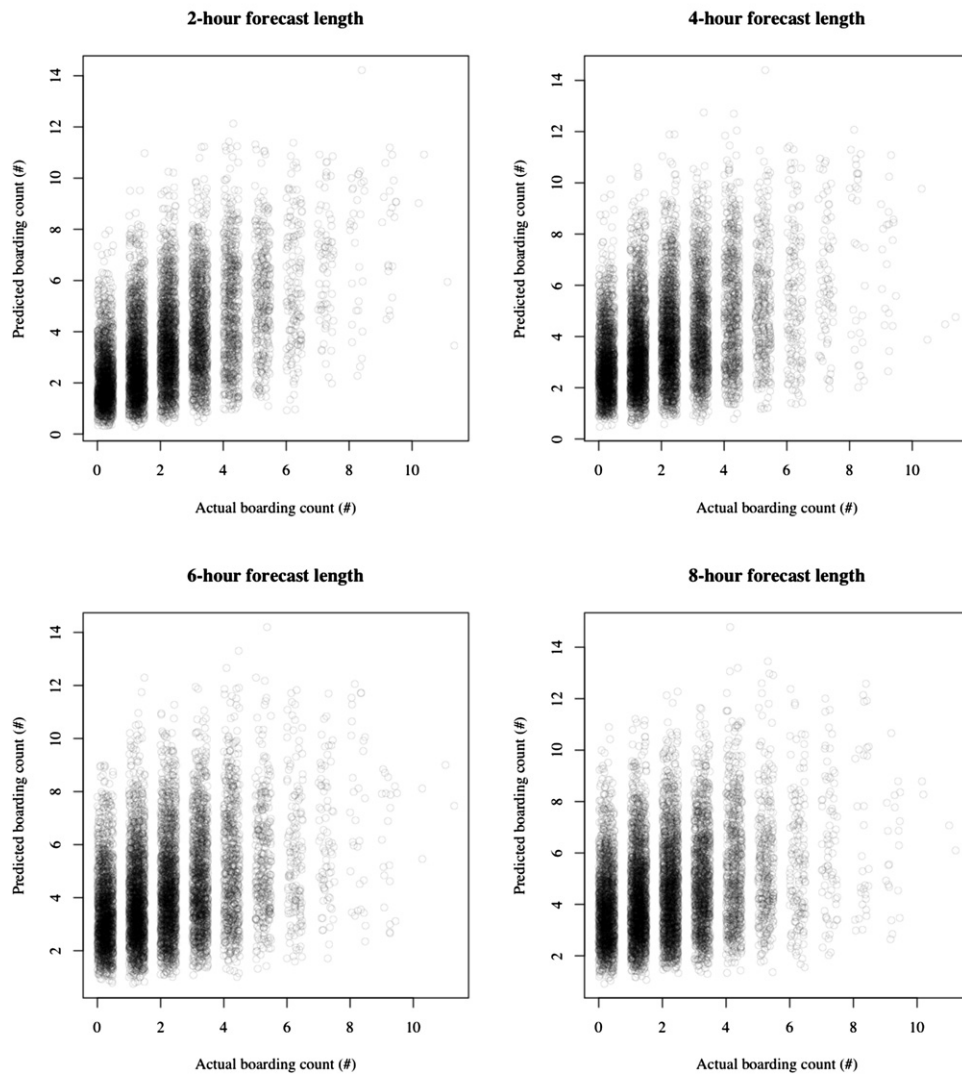 2-hour forecast length
Predicted boarding count (#)
0 2 4 6 8 10 12 14
0 2 4 6 8 10
Actual boarding count (#)
4-hour forecast length
Predicted boarding count (#)
0 2 4 6 8 10 12 14
0 2 4 6 8 10
Actual boarding count (#)
6-hour forecast length
Predicted boarding count (#)
2 4 6 8 10 12 14
0 2 4 6 8 10
Actual boarding count (#)
8-hour forecast length
Predicted boarding count (#)
2 4 6 8 10 12 14
0 2 4 6 8 10
Actual boarding count (#)